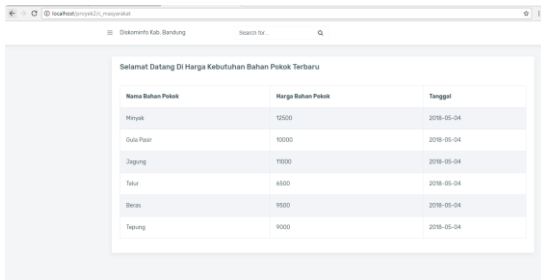 localhost/proyek2/c_masyarakat
Diskominfo Kab. Bandung Search for...
Selamat Datang Di Harga Kebutuhan Bahan Pokok Terbaru
Nama Bahan Pokok Harga Bahan Pokok Tanggal
Minyak 12500 2018-05-04
Gula Pasir 10000 2018-05-04
Jagung 11000 2018-05-04
Telur 6500 2018-05-04
Beras 9500 2018-05-04
Tepung 9000 2018-05-04